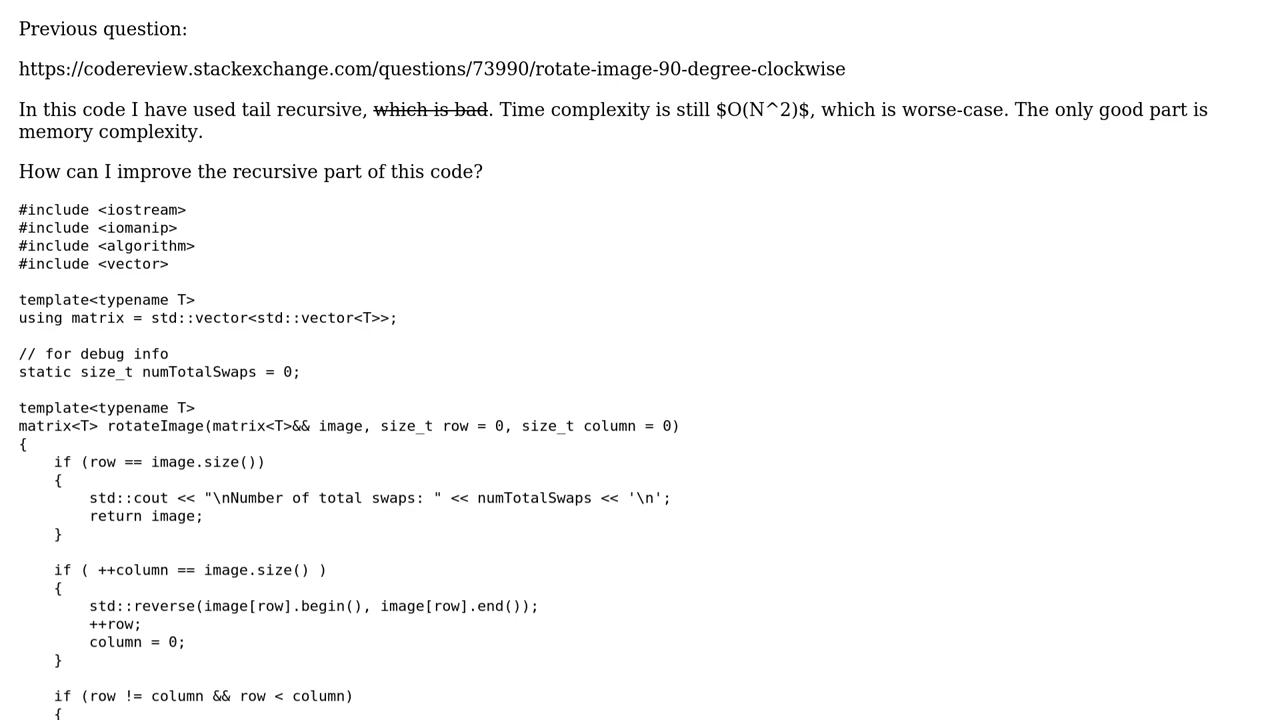 Previous question:
https://codereview.stackexchange.com/questions/73990/rotate-image-90-degree-clockwise
In this code I have used tail recursive, which is bad. Time complexity is still $O(N^2)$, which is worse-case. The only good part is
memory complexity.
How can I improve the recursive part of this code?
#include <iostream>
#include <iomanip>
#include <algorithm>
#include <vector>
template<typename T>
using matrix = std::vector<std::vector<T>>;
// for debug info
static size_t numTotalSwaps = 0;
template<typename T>
matrix<T> rotateImage(matrix<T>&& image, size_t row = 0, size_t column = 0)
{
    if (row == image.size())
    {
        std::cout << "\nNumber of total swaps: " << numTotalSwaps << '\n';
        return image;
    }
    if ( ++column == image.size() )
    {
        std::reverse(image[row].begin(), image[row].end());
        ++row;
        column = 0;
    }
    if (row != column && row < column)
    {